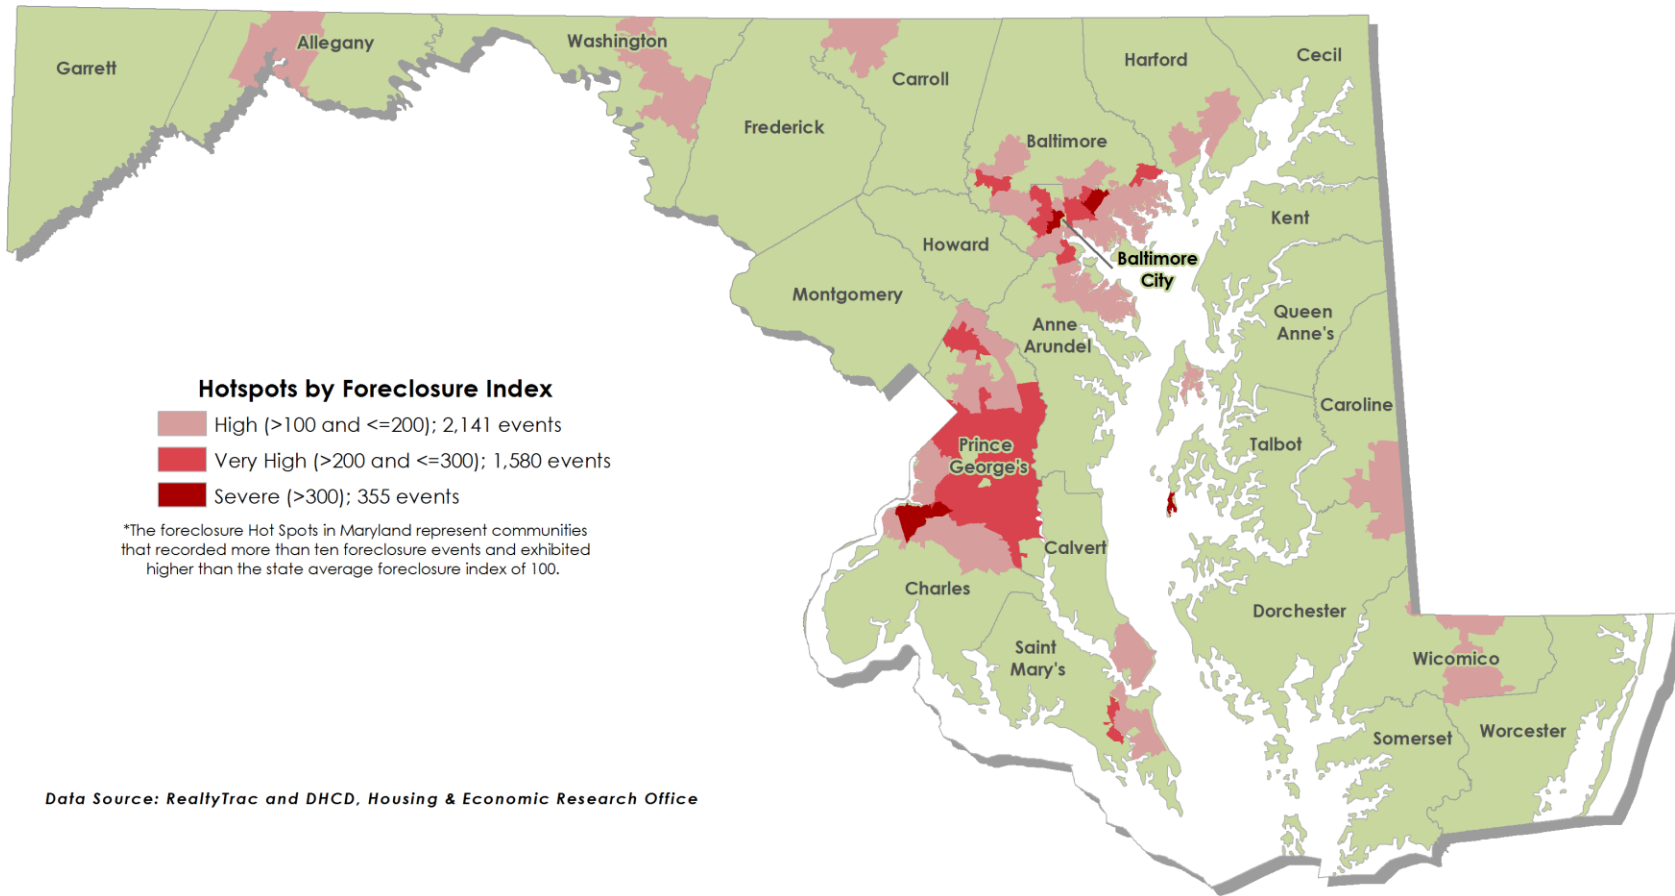 Garrett
Allegany
Washington
Frederick
Carroll
Harford
Cecil
Baltimore
Kent
Howard
Baltimore
City
Montgomery
Queen
Anne's
Anne
Arundel
Hotspots by Foreclosure Index
High (>100 and <=200); 2,141 events
Very High (>200 and <=300); 1,580 events
Severe (>300); 355 events
*The foreclosure Hot Spots in Maryland represent communities
that recorded more than ten foreclosure events and exhibited
higher than the state average foreclosure index of 100.
Caroline
Talbot
Prince
George's
Calvert
Charles
Dorchester
Saint
Mary's
Wicomico
Somerset
Worcester
Data Source: RealtyTrac and DHCD, Housing & Economic Research Office